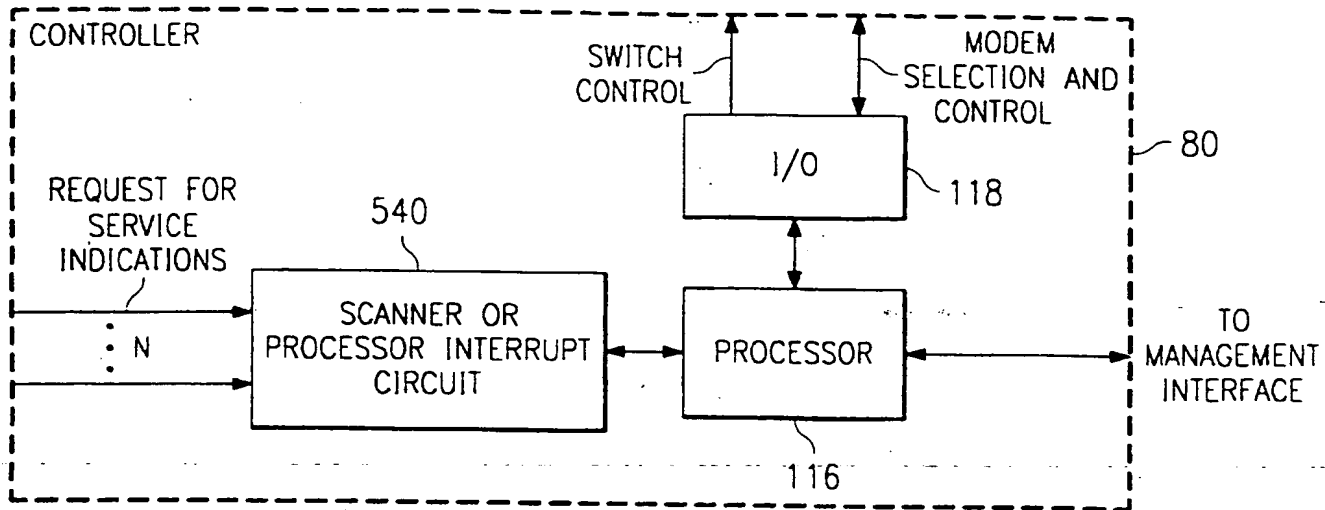 CONTROLLER
SWITCH
CONTROL
MODEM
SELECTION AND
CONTROL
I/O
80
118
REQUEST FOR
SERVICE
INDICATIONS
540
N
SCANNER OR
PROCESSOR INTERRUPT
CIRCUIT
PROCESSOR
116
TO
MANAGEMENT
INTERFACE